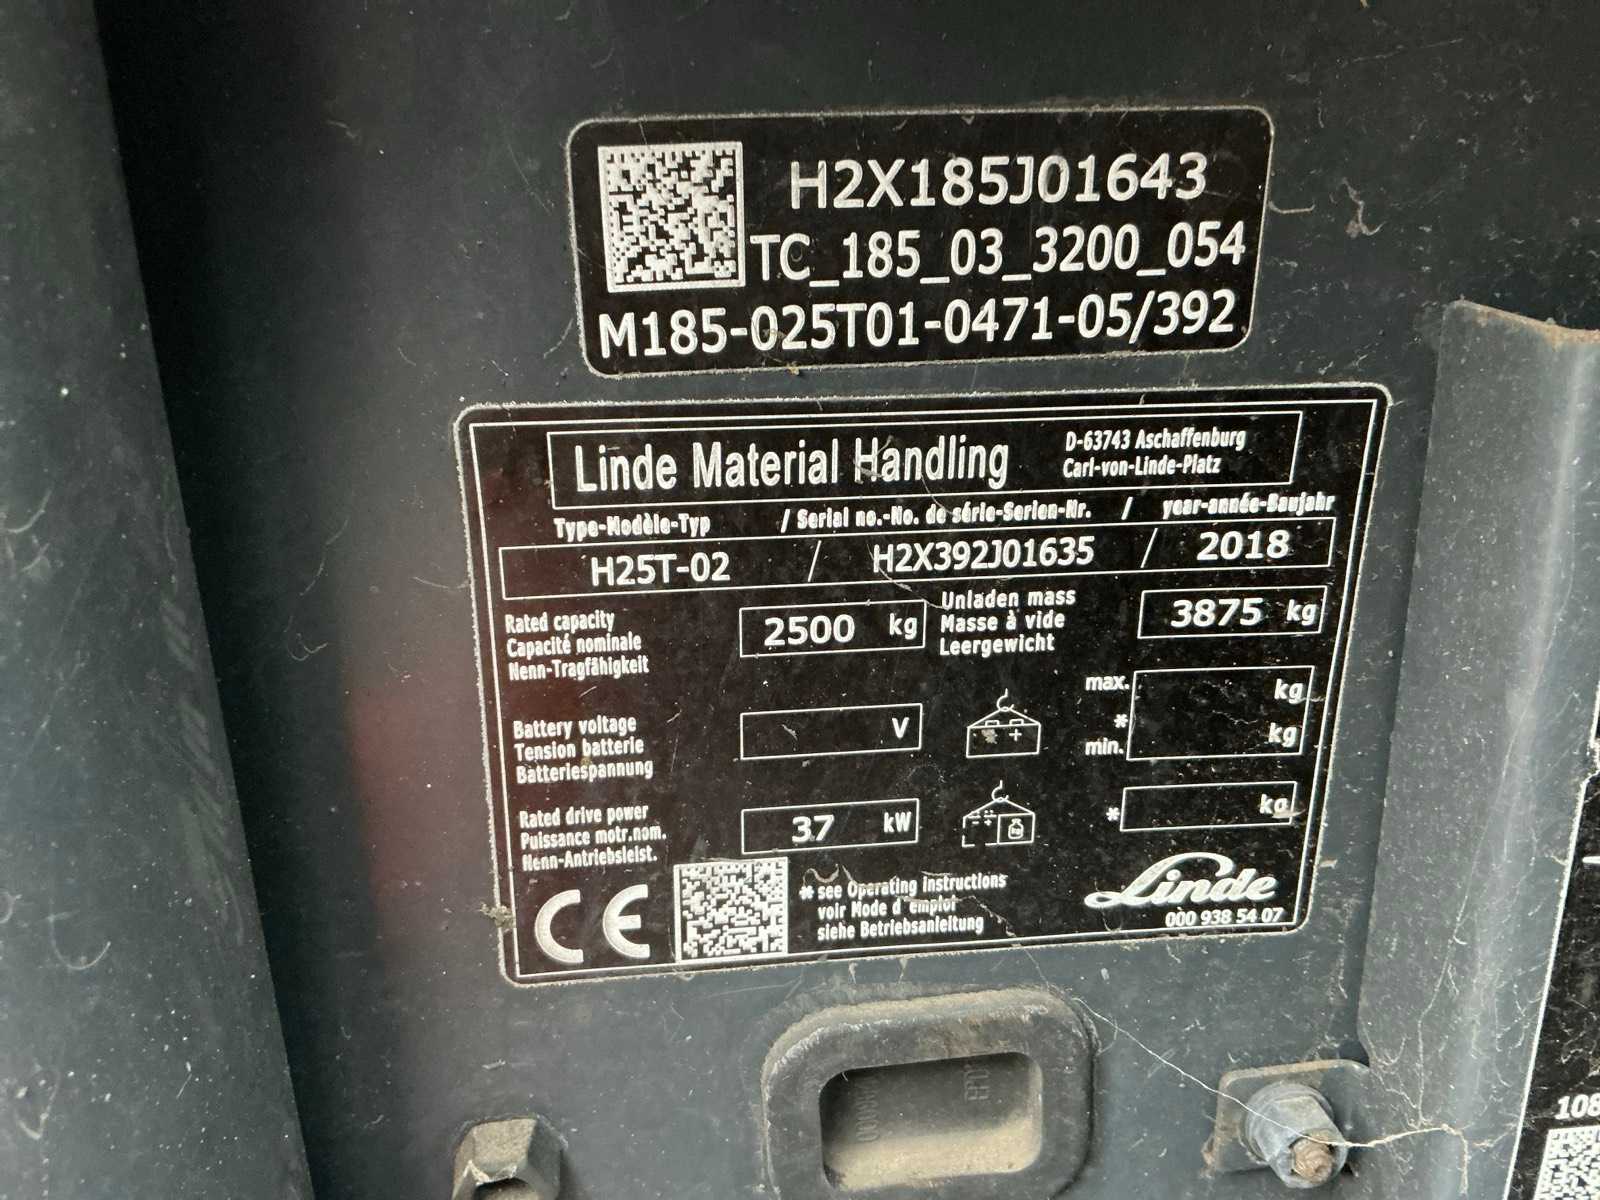 H2X185J01643
TC_185_03_3200_054
M185-025T01-0471-05/392
Linde Material Handling
D-63743 Aschaffenburg
Carl-von-Linde-Platz
Type-Modèle-Typ / Serial no.-No. de série-Serien-Nr. / year-année-Baujahr
H25T-02 / H2X392J01635 / 2018
Rated capacity
Capacité nominale
Nenn-Tragfähigkeit
2500 kg
Unladen mass
Masse à vide
Leergewicht
3875 kg
Battery voltage
Tension batterie
Batteriespannung
V
- +
max. kg
*
min. kg
Rated drive power
Puissance motr.nom.
Nenn-Antriebsleist.
37 kW
- +
kg
* kg
CE
* see Operating Instructions
voir Mode d'emploi
siehe Betriebsanleitung
Linde
000 938 54 07
108